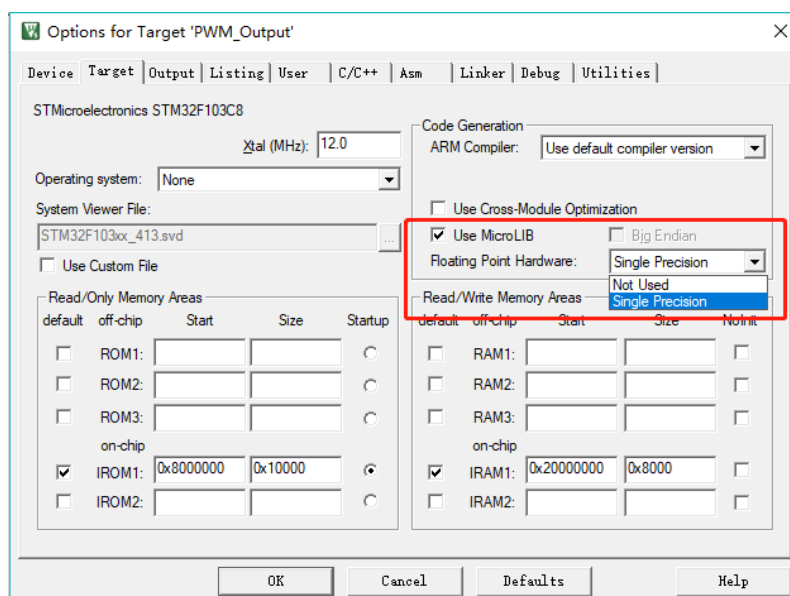 Options for Target 'PWM_Output'
Device Target Output Listing User C/C++ Asm Linker Debug Utilities
STMicroelectronics STM32F103C8
Xtal (MHz): 12.0
Operating system: None
System Viewer File:
STM32F103xx_413.svd ...
Use Custom File
Code Generation
ARM Compiler: Use default compiler version
Use Cross-Module Optimization
Use MicroLIB Big Endian
Floating Point Hardware: Single Precision
Not Used
Single Precision
Read/Only Memory Areas
default off-chip Start Size Startup
ROM1:
ROM2:
ROM3:
on-chip
IROM1: 0x8000000 0x10000
IROM2:
Read/Write Memory Areas
default off-chip Start Size NoInit
RAM1:
RAM2:
RAM3:
on-chip
IRAM1: 0x20000000 0x8000
IRAM2:
OK Cancel Defaults Help